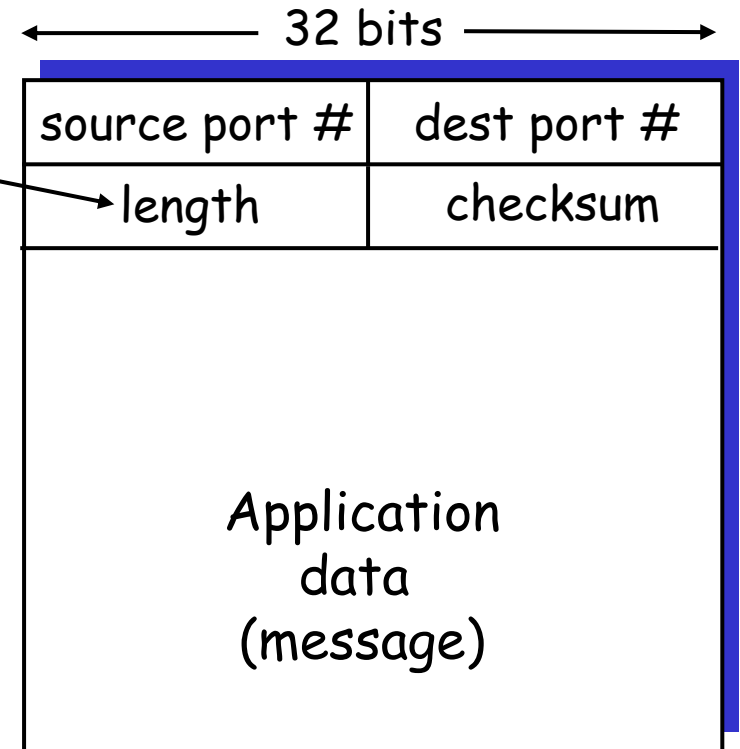 32 bits
source port # dest port #
length checksum
Application
data
(message)